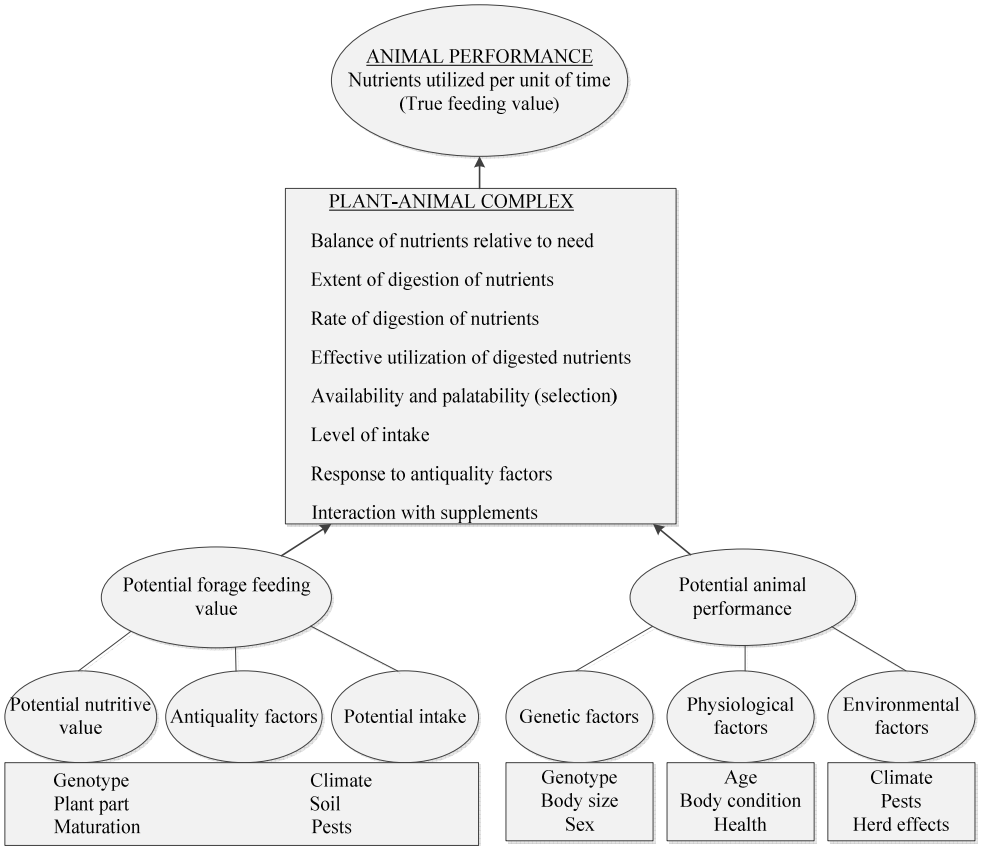 ANIMAL PERFORMANCE
Nutrients utilized per unit of time
(True feeding value)
PLANT-ANIMAL COMPLEX
Balance of nutrients relative to need
Extent of digestion of nutrients
Rate of digestion of nutrients
Effective utilization of digested nutrients
Availability and palatability (selection)
Level of intake
Response to antiquality factors
Interaction with supplements
Potential forage feeding
value
Potential animal
performance
Potential nutritive
value
Antiquality factors
Potential intake
Genetic factors
Physiological
factors
Environmental
factors
Genotype
Plant part
Maturation
Climate
Soil
Pests
Genotype
Body size
Sex
Age
Body condition
Health
Climate
Pests
Herd effects